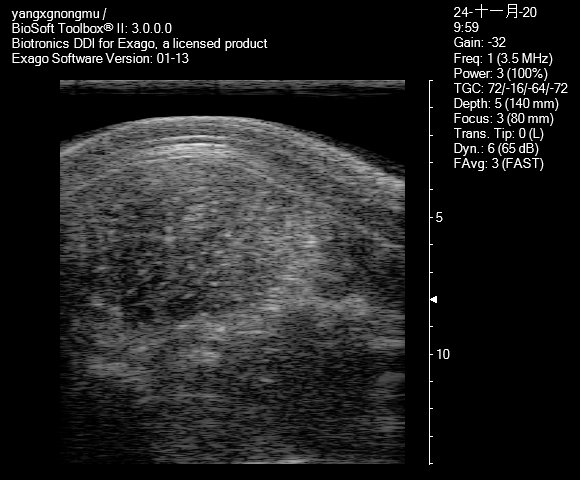 yangxgnongmu /
BioSoft Toolbox® II: 3.0.0.0
Biotronics DDI for Exago, a licensed product
Exago Software Version: 01-13
24-十一月-20
9:59
Gain: -32
Freq: 1 (3.5 MHz)
Power: 3 (100%)
TGC: 72/-16/-64/-72
Depth: 5 (140 mm)
Focus: 3 (80 mm)
Trans. Tip: 0 (L)
Dyn.: 6 (65 dB)
FAvg: 3 (FAST)
5
10